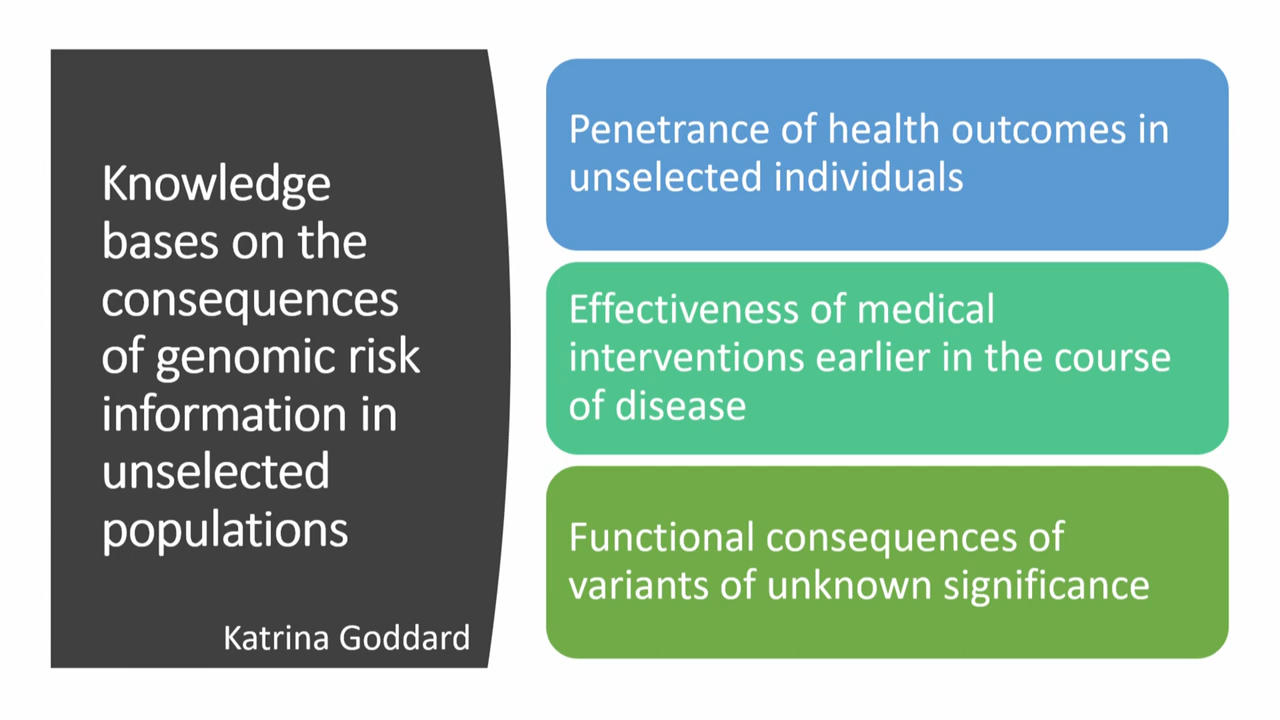 Knowledge
bases on the
consequences
of genomic risk
information in
unselected
populations
Katrina Goddard
Penetrance of health outcomes in
unselected individuals
Effectiveness of medical
interventions earlier in the course
of disease
Functional consequences of
variants of unknown significance